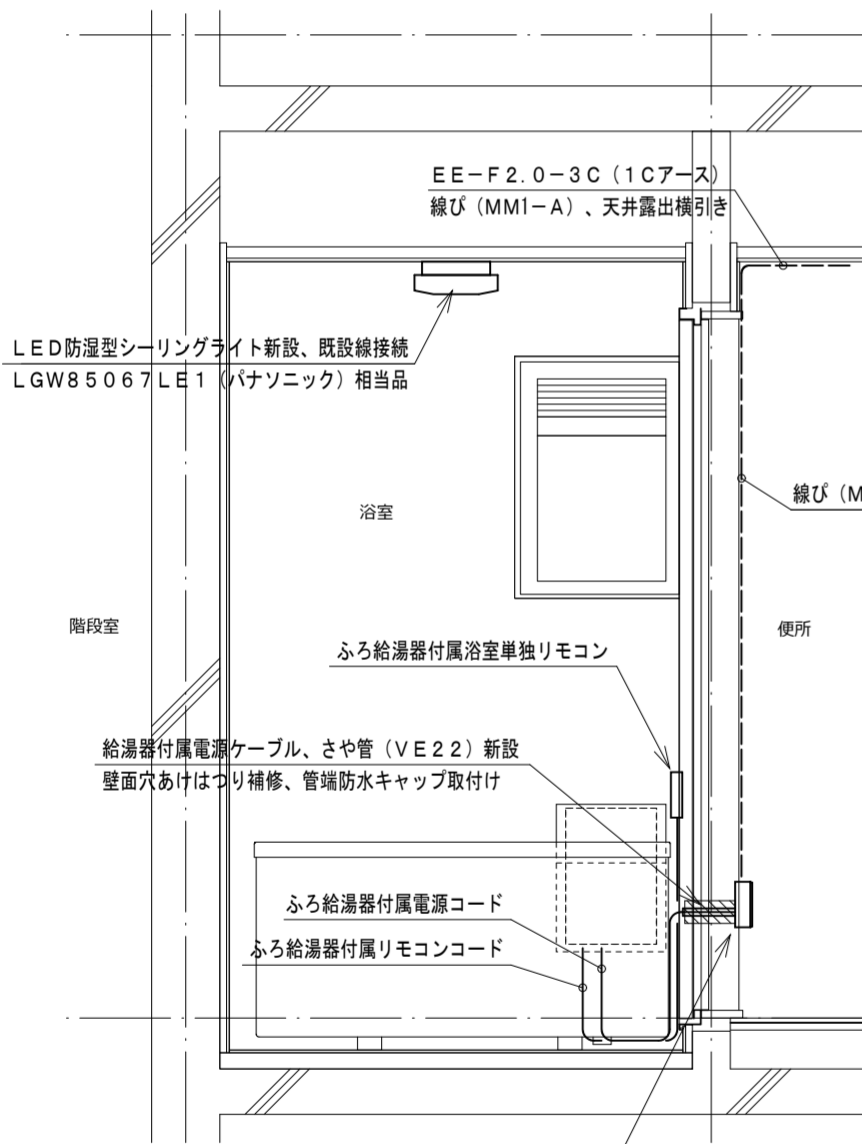 EE-F2.0-3C(1Cアース)
線ぴ(MM1-A)、天井露出横引き
LED防湿型シーリングライト新設、既設線接続
LGW85067LE1(パナソニック)相当品
線ぴ(M
浴室
階段室
便所
ふろ給湯器付属浴室単独リモコン
給湯器付属電源ケーブル、さや管(VE22)新設
壁面穴あけはつり補修、管端防水キャップ取付け
ふろ給湯器付属電源コード
ふろ給湯器付属リモコンコード